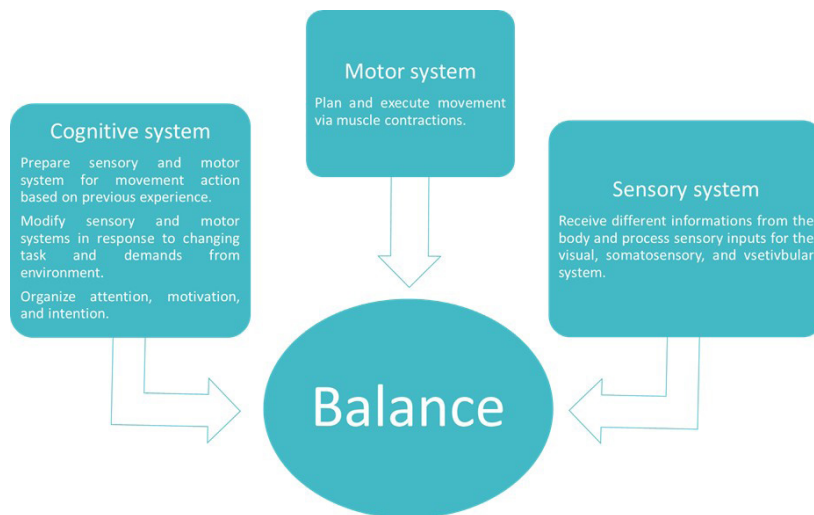 Motor system
Plan and execute movement
via muscle contractions.
Cognitive system
Prepare sensory and motor
system for movement action
based on previous experience.
Modify sensory and motor
systems in response to changing
task and demands from
environment.
Organize attention, motivation,
and intention.
Sensory system
Receive different informations from the
body and process sensory inputs for the
visual, somatosensory, and vsetivbular
system.
Balance